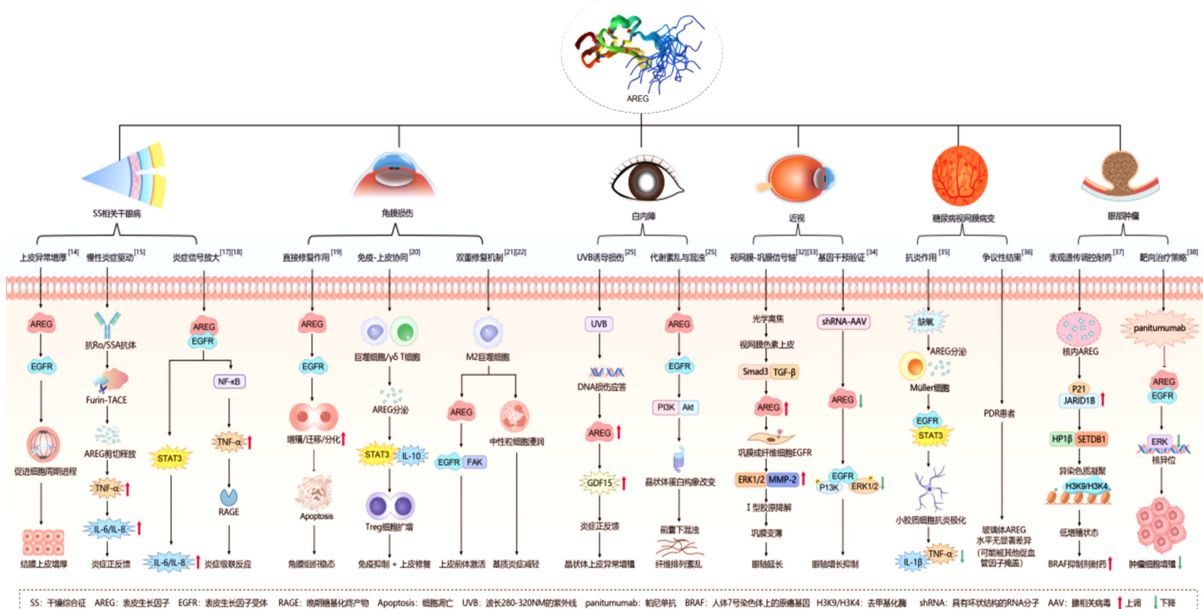 AREG
SS相关干眼病
角膜损伤
白内障
近视
糖尿病视网膜病变
眼部肿瘤
上皮异常增厚[14]
慢性炎症驱动[15]
炎症信号放大[17][18]
直接修复作用[19]
免疫-上皮协同[20]
双重修复机制[21][22]
UVB诱导损伤[25]
代谢紊乱与混浊[25]
视网膜-巩膜信号轴[32][33]
基因干预验证[34]
抗炎作用[35]
争议性结果[36]
表观遗传调控耐药[37]
靶向治疗策略[38]
AREG
EGFR
促进细胞周期进程
结膜上皮增厚
抗Ro/SSA抗体
Furin-TACE
AREG剪切释放
TNF-α
IL-6/IL-8
炎症正反馈
AREG
EGFR
STAT3
IL-6/IL-8
NF-κB
TNF-α
RAGE
炎症级联反应
AREG
EGFR
增殖/迁移/分化
Apoptosis
角膜组织稳态
巨噬细胞/γδ T细胞
AREG分泌
STAT3
IL-10
Treg细胞扩增
免疫抑制 + 上皮修复
M2巨噬细胞
AREG
EGFR
FAK
上皮前体激活
中性粒细胞浸润
基质炎症减轻
UVB
DNA损伤应答
AREG
GDF15
炎症正反馈
晶状体上皮异常增殖
AREG
EGFR
PI3K
Akt
晶状体蛋白构象改变
前囊下混浊
纤维排列紊乱
光学离焦
视网膜色素上皮
Smad3
TGF-β
AREG
巩膜成纤维细胞EGFR
ERK1/2
MMP-2
Ⅰ型胶原降解
巩膜变薄
眼轴延长
shRNA-AAV
AREG
EGFR
P13K
ERK1/2
眼轴增长抑制
缺氧
AREG分泌
Müller细胞
EGFR
STAT3
小胶质细胞抗炎极化
IL-1β
TNF-α
PDR患者
玻璃体AREG
水平无显著差异
(可能被其他促血
管因子掩盖)
核内AREG
P21
JARID1B
HP1β
SETDB1
异染色质凝聚
H3K9/H3K4
低增殖状态
BRAF抑制剂耐药
panitumumab
AREG
EGFR
ERK
核异位
肿瘤细胞增殖
SS：干燥综合征 AREG：表皮生长因子 EGFR：表皮生长因子受体 RAGE：晚期糖基化终产物 Apoptosis：细胞凋亡 UVB：波长280-320NM的紫外线 panitumumab：帕尼单抗 BRAF：人体7号染色体上的原癌基因 H3K9/H3K4：去甲基化酶 shRNA：具有环状结构的RNA分子 AAV：腺相关病毒 上调 下降